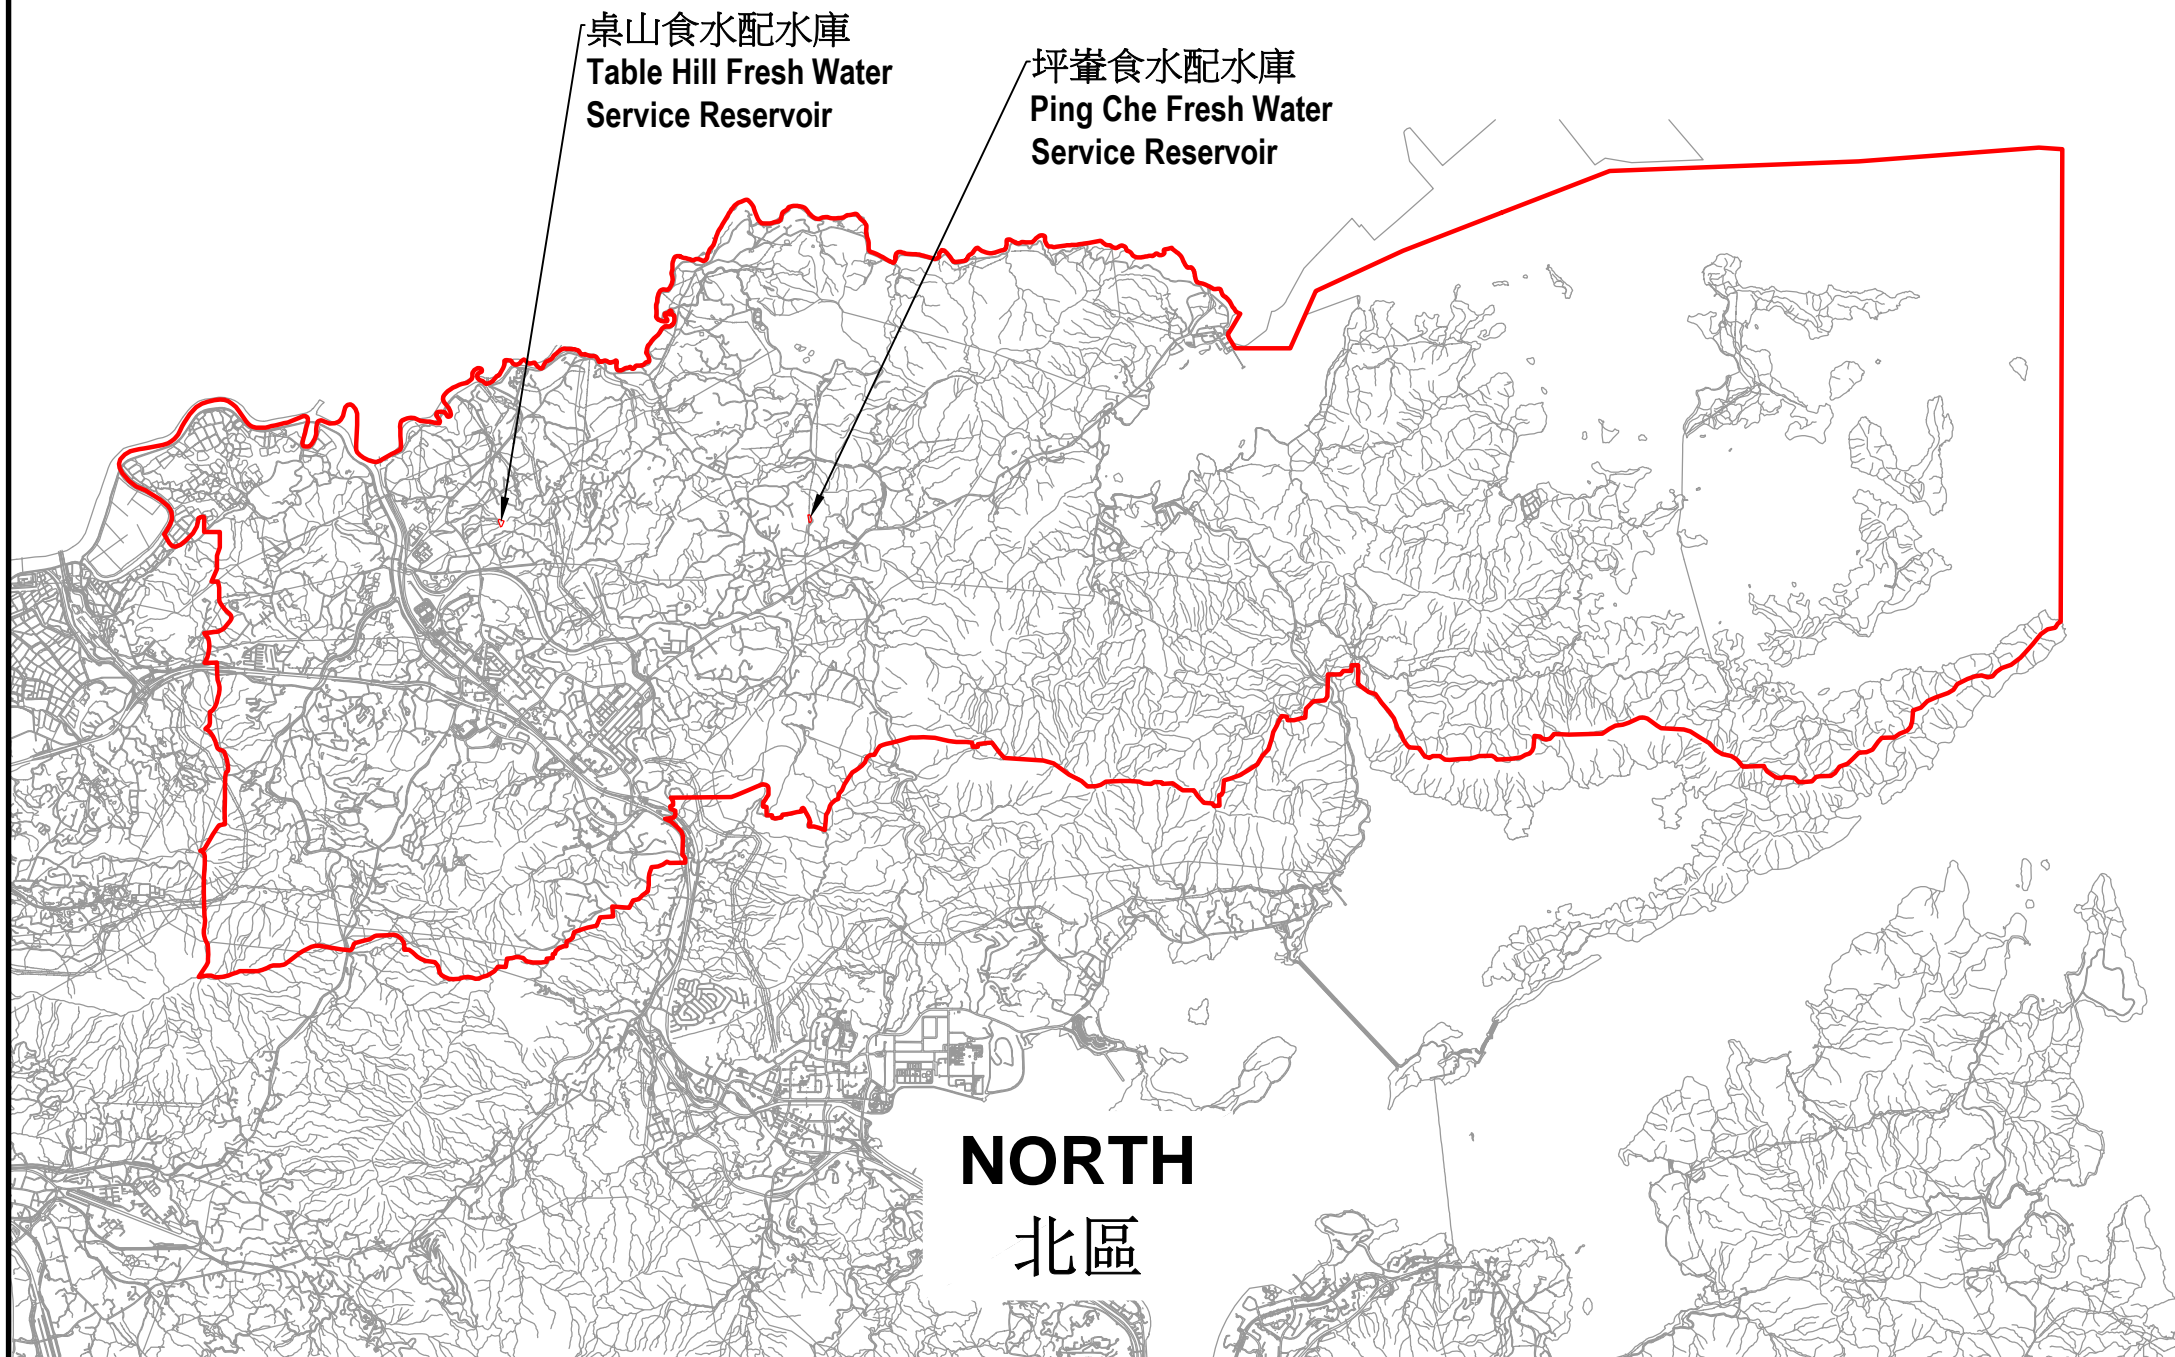 桌山食水配水庫
Table Hill Fresh Water
Service Reservoir
坪輋食水配水庫
Ping Che Fresh Water
Service Reservoir
NORTH
北區